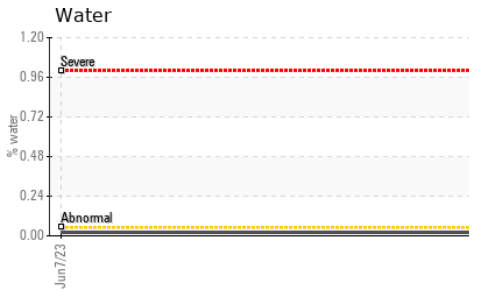 Water
1.20
Severe
0.96
0.72
% water
0.48
0.24
Abnormal
0.00
Jun7/23